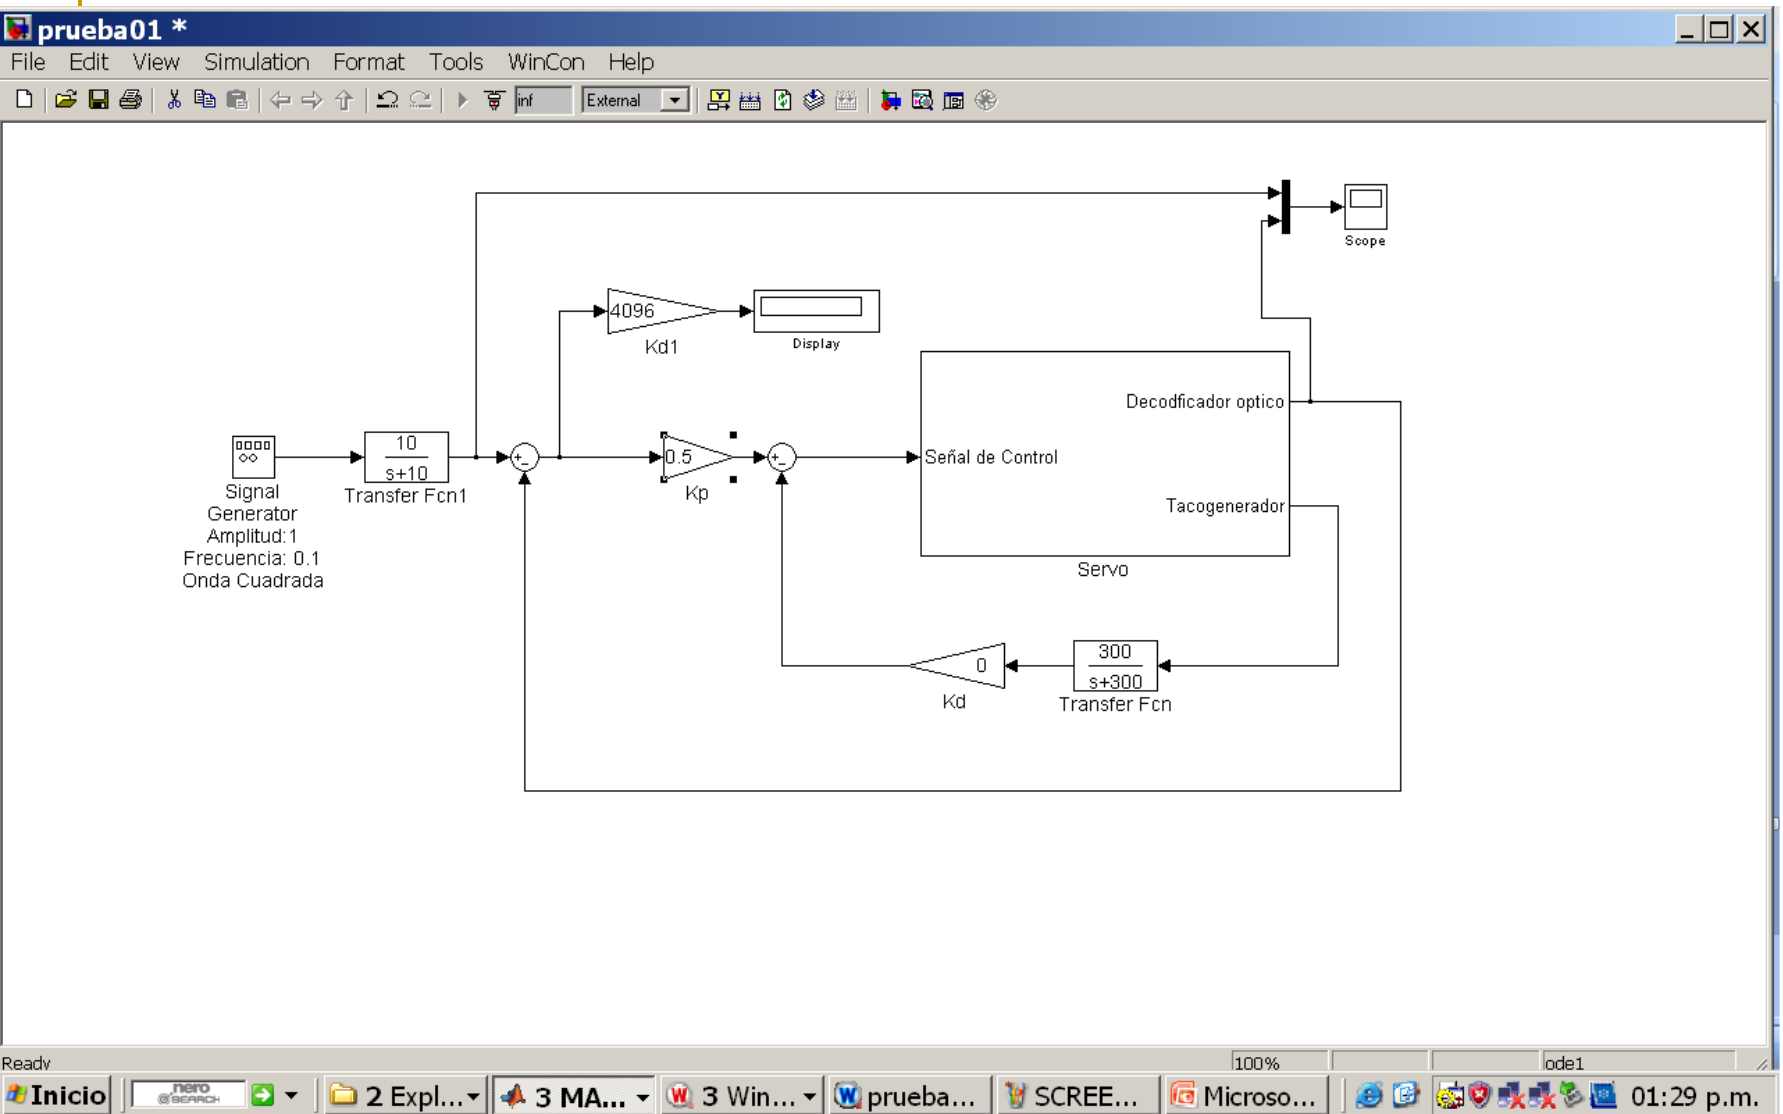 prueba01 *
File Edit View Simulation Format Tools WinCon Help
inf
External
Scope
4096
Kd1
Display
Decodficador optico
10
s+10
Transfer Fcn1
+
-
0.5
Kp
+
-
Señal de Control
Tacogenerador
Servo
Signal
Generator
Amplitud:1
Frecuencia: 0.1
Onda Cuadrada
0
Kd
300
s+300
Transfer Fcn
Ready
100%
ode1
Inicio
nero
SEARCH
2 Expl...
3 MA...
3 Win...
prueba...
SCREE...
Microso...
01:29 p.m.